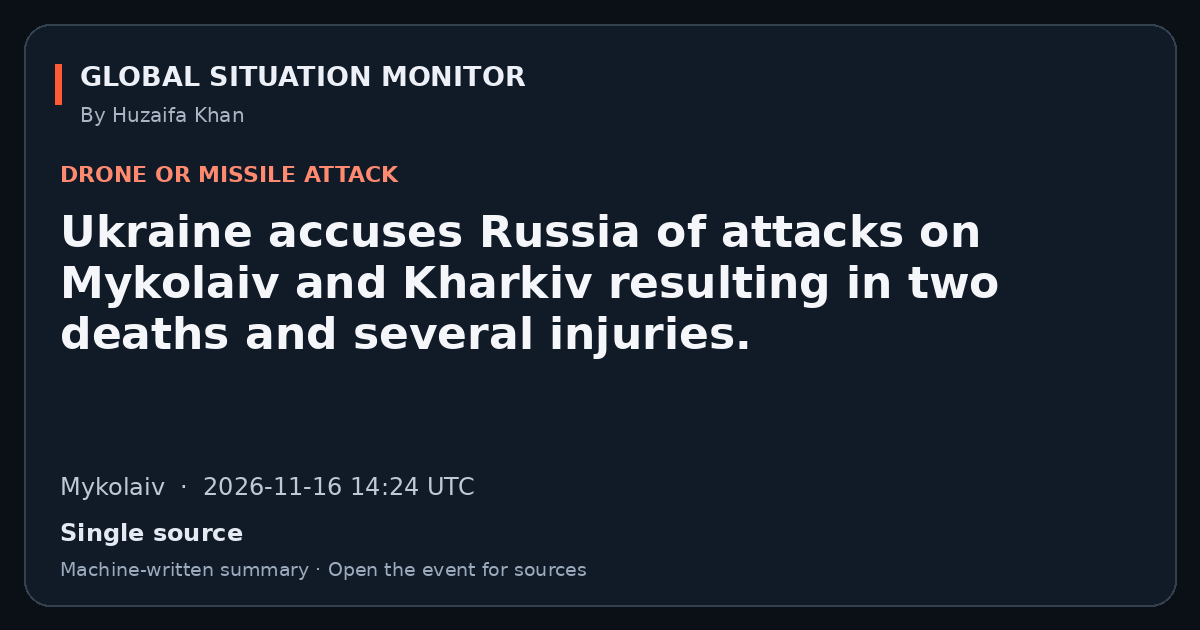 GLOBAL SITUATION MONITOR
By Huzaifa Khan
DRONE OR MISSILE ATTACK
Ukraine accuses Russia of attacks on
Mykolaiv and Kharkiv resulting in two
deaths and several injuries.
Mykolaiv · 2026-11-16 14:24 UTC
Single source
Machine-written summary · Open the event for sources